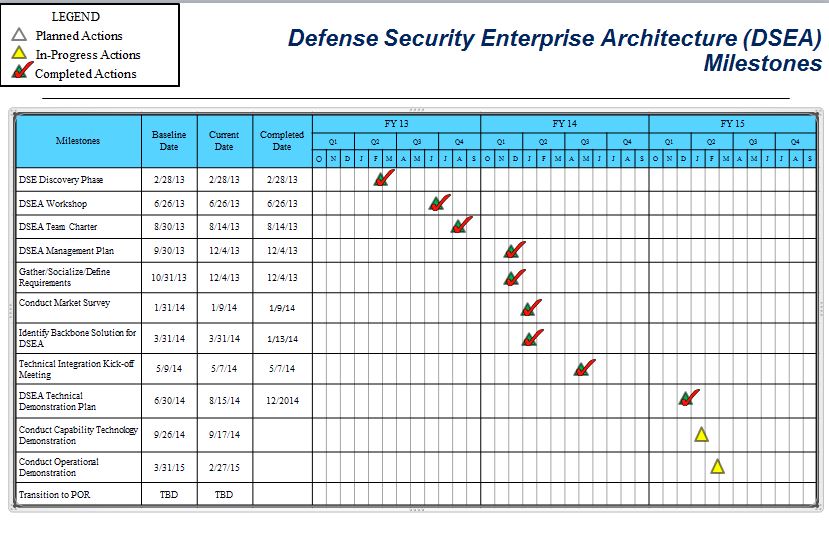 LEGEND
Planned Actions
In-Progress Actions
Completed Actions
Defense Security Enterprise Architecture (DSEA)
Milestones
Milestones Baseline Date Current Date Completed Date FY 13 FY 14 FY 15
Q1 Q2 Q3 Q4 Q1 Q2 Q3 Q4 Q1 Q2 Q3 Q4
O N D J F M A M J J A S O N D J F M A M J J A S O N D J F M A M J J A S
DSE Discovery Phase 2/28/13 2/28/13 2/28/13
DSEA Workshop 6/26/13 6/26/13 6/26/13
DSEA Team Charter 8/30/13 8/14/13 8/14/13
DSEA Management Plan 9/30/13 12/4/13 12/4/13
Gather/Socialize/Define
Requirements 10/31/13 12/4/13 12/4/13
Conduct Market Survey 1/31/14 1/9/14 1/9/14
Identify Backbone Solution for
DSEA 3/31/14 3/31/14 1/13/14
Technical Integration Kick-off
Meeting 5/9/14 5/7/14 5/7/14
DSEA Technical
Demonstration Plan 6/30/14 8/15/14 12/2014
Conduct Capability Technology
Demonstration 9/26/14 9/17/14
Conduct Operational
Demonstration 3/31/15 2/27/15
Transition to POR TBD TBD